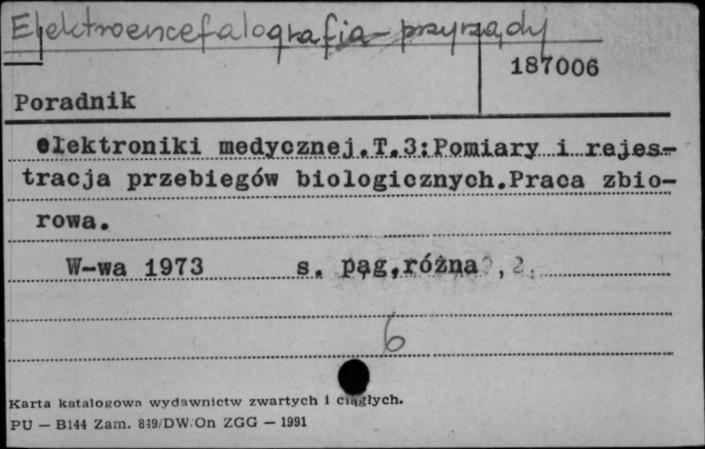 Elektroencefalografia - przyrządy
187006
Poradnik
elektroniki medycznej.T.3:Pomiary i rejes-
tracja przebiegów biologicznych.Praca zbio-
rowa.
W-wa 1973 s. pąg.różna
6
Karta katalogowa wydawnictw zwartych i ciągłych.
PU — B144 Zam. 819/DW/On ZGG — 1991